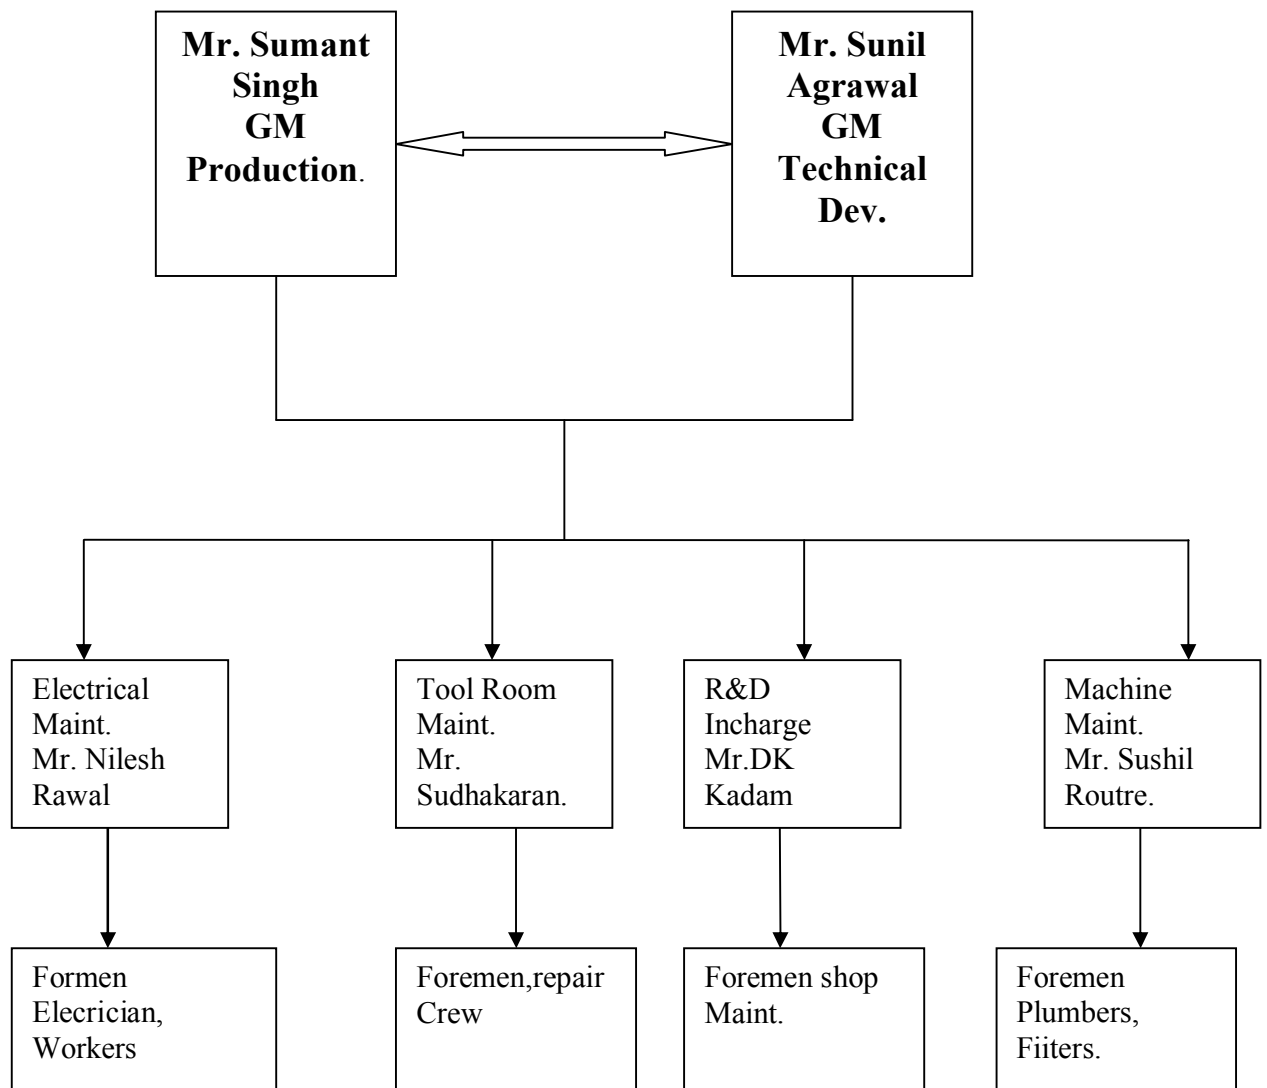 Mr. Sumant
Singh
GM
Production.
Mr. Sunil
Agrawal
GM
Technical
Dev.
Electrical
Maint.
Mr. Nilesh
Rawal
Tool Room
Maint.
Mr.
Sudhakaran.
R&D
Incharge
Mr.DK
Kadam
Machine
Maint.
Mr. Sushil
Routre.
Formen
Elecrician,
Workers
Foremen,repair
Crew
Foremen shop
Maint.
Foremen
Plumbers,
Fiiters.